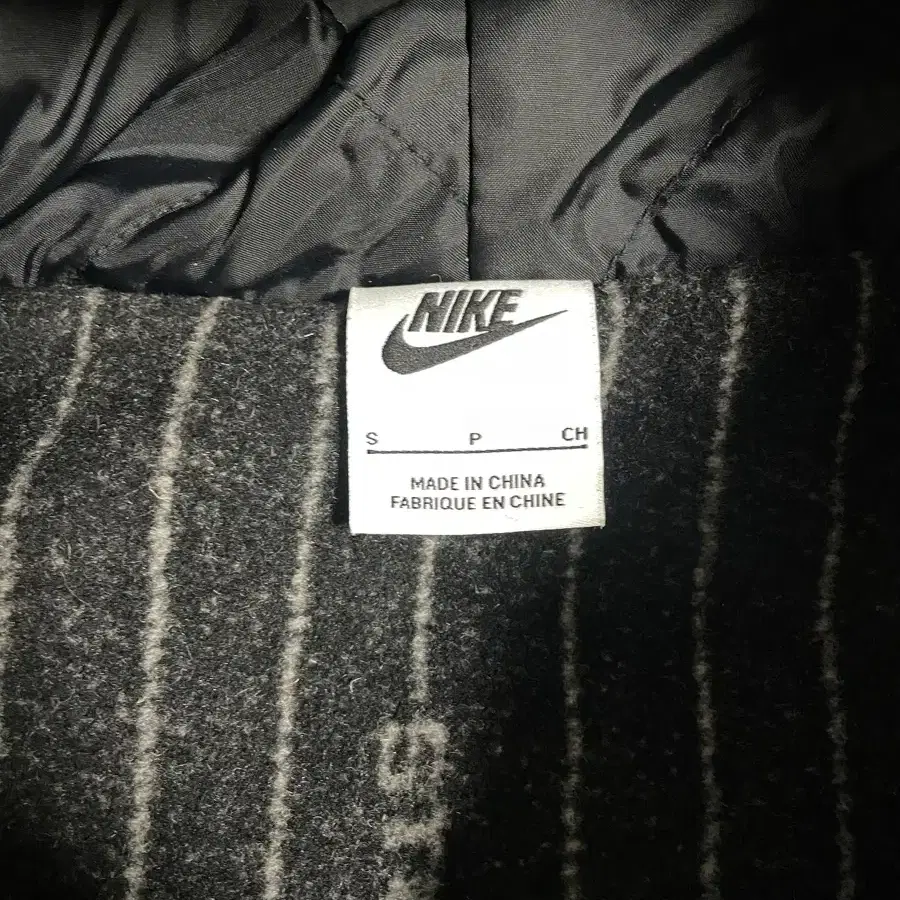 NIKE
S P CH
MADE IN CHINA
FABRIQUE EN CHINE